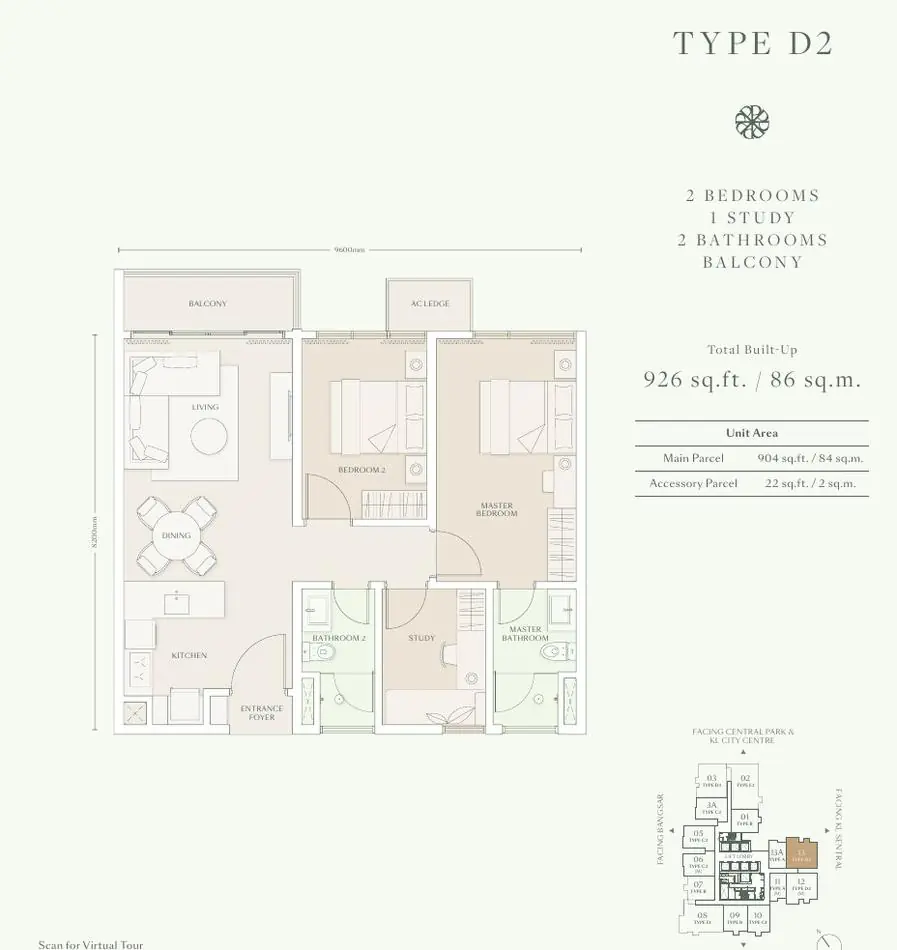 TYPE D2
2 BEDROOMS
1 STUDY
2 BATHROOMS
BALCONY
Total Built-Up
926 sq.ft. / 86 sq.m.
Unit Area
Main Parcel 904 sq.ft. / 84 sq.m.
Accessory Parcel 22 sq.ft. / 2 sq.m.
9600mm
8200mm
BALCONY
AC LEDGE
LIVING
BEDROOM 2
MASTER
BEDROOM
DINING
BATHROOM 2
STUDY
MASTER
BATHROOM
KITCHEN
ENTRANCE
FOYER
FACING CENTRAL PARK &
KL CITY CENTRE
FACING BANGSAR
FACING KL SENTRAL
03
02
3A
01
05
LIFT LOBBY
13A
13
06
07
11
12
08
09
10
N
Scan for Virtual Tour